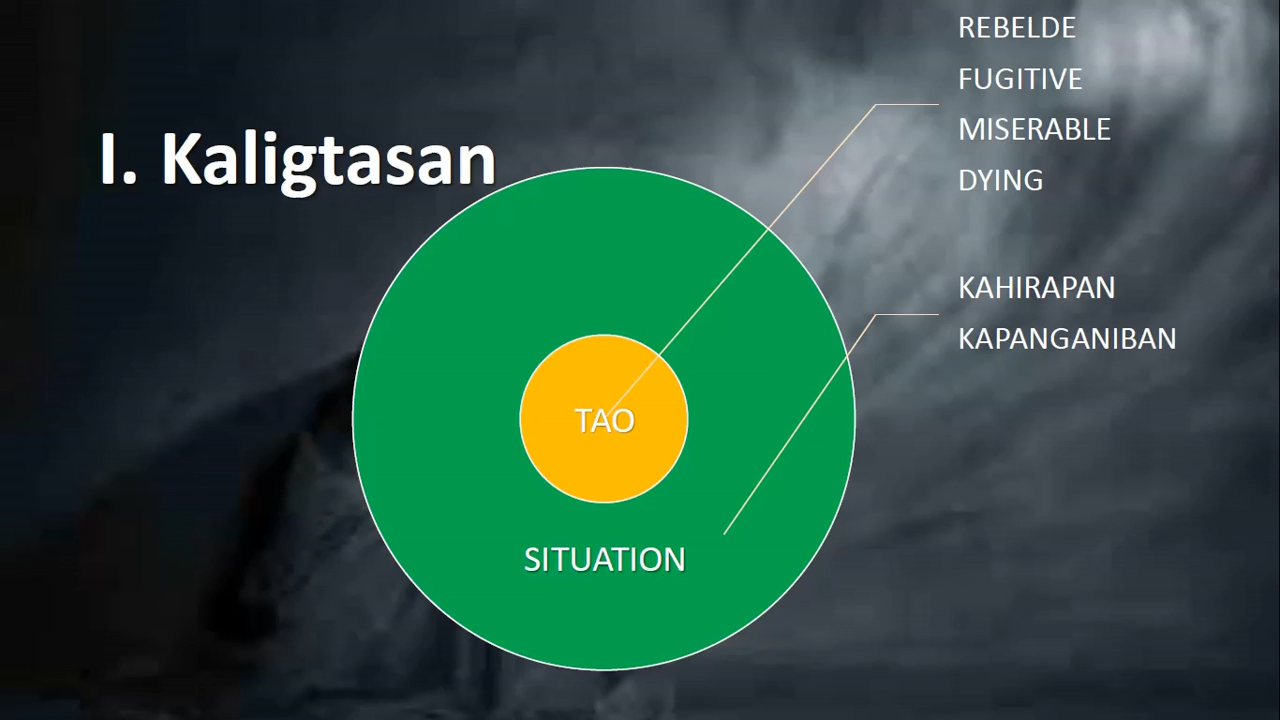 I. Kaligtasan
REBELDE
FUGITIVE
MISERABLE
DYING
KAHIRAPAN
KAPANGANIBAN
TAO
SITUATION